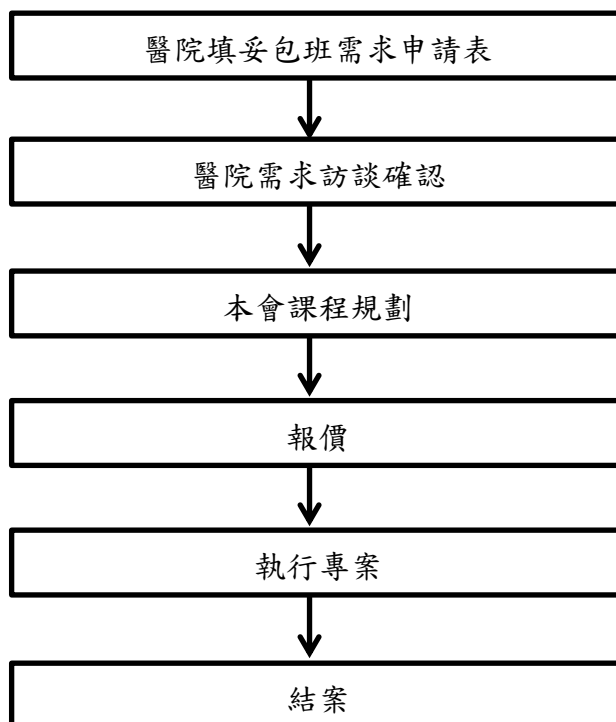 醫院填妥包班需求申請表
醫院需求訪談確認
本會課程規劃
報價
執行專案
結案